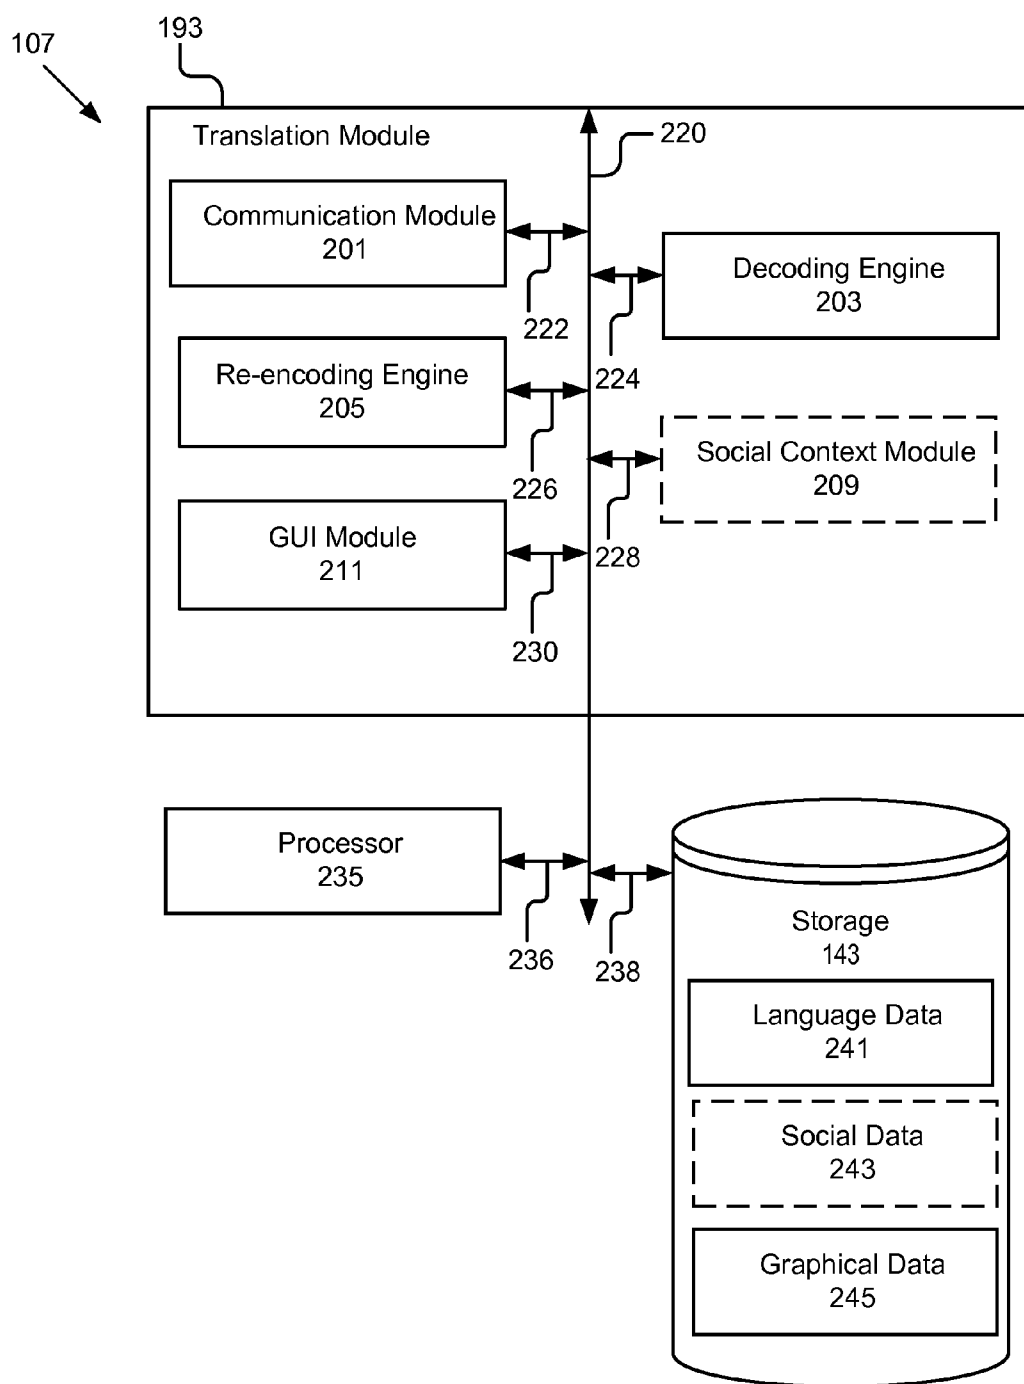 193
107
Translation Module
220
Communication Module
201
222
Decoding Engine
203
224
Re-encoding Engine
205
226
Social Context Module
209
228
GUI Module
211
230
Processor
235
236
238
Storage
143
Language Data
241
Social Data
243
Graphical Data
245